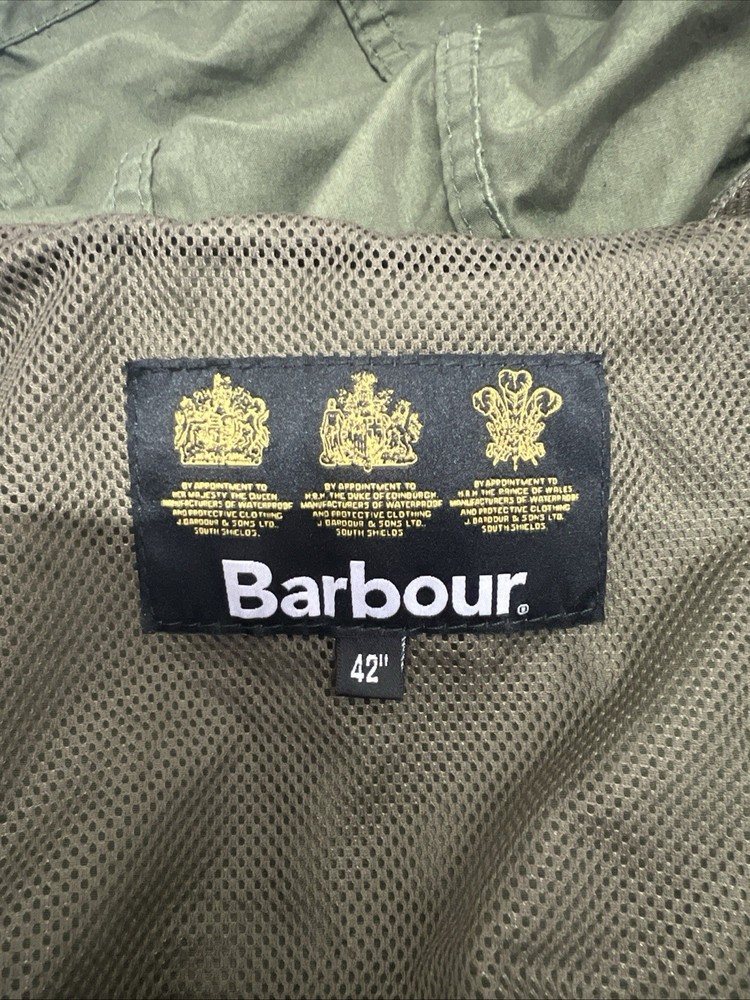 BY APPOINTMENT TO
HER MAJESTY THE QUEEN
MANUFACTURERS OF WATERPROOF
AND PROTECTIVE CLOTHING
J.BARBOUR & SONS LTD.
SOUTH SHIELDS.
BY APPOINTMENT TO
H.R.H. THE DUKE OF EDINBURGH
MANUFACTURERS OF WATERPROOF
AND PROTECTIVE CLOTHING
J.BARBOUR & SONS LTD.
SOUTH SHIELDS
BY APPOINTMENT TO
H.R.H. THE PRINCE OF WALES
MANUFACTURERS OF WATERPROOF
AND PROTECTIVE CLOTHING
J.BARBOUR & SONS LTD.
SOUTH SHIELDS.
Barbour®
42"